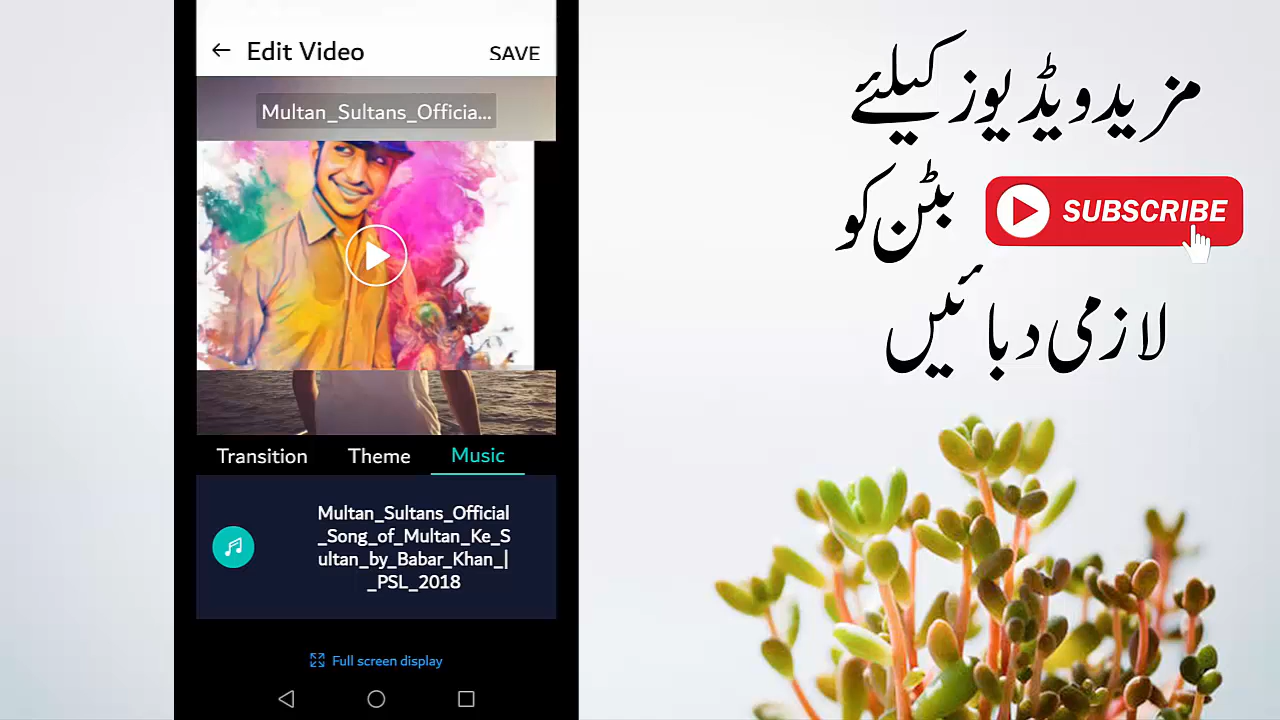 Edit Video
SAVE
Multan_Sultans_Officia...
Transition Theme Music
Multan_Sultans_Official
_Song_of_Multan_Ke_S
ultan_by_Babar_Khan_|
_PSL_2018
Full screen display
مزید ویڈیوز کیلئے
SUBSCRIBE بٹن کو
لازمی دبائیں